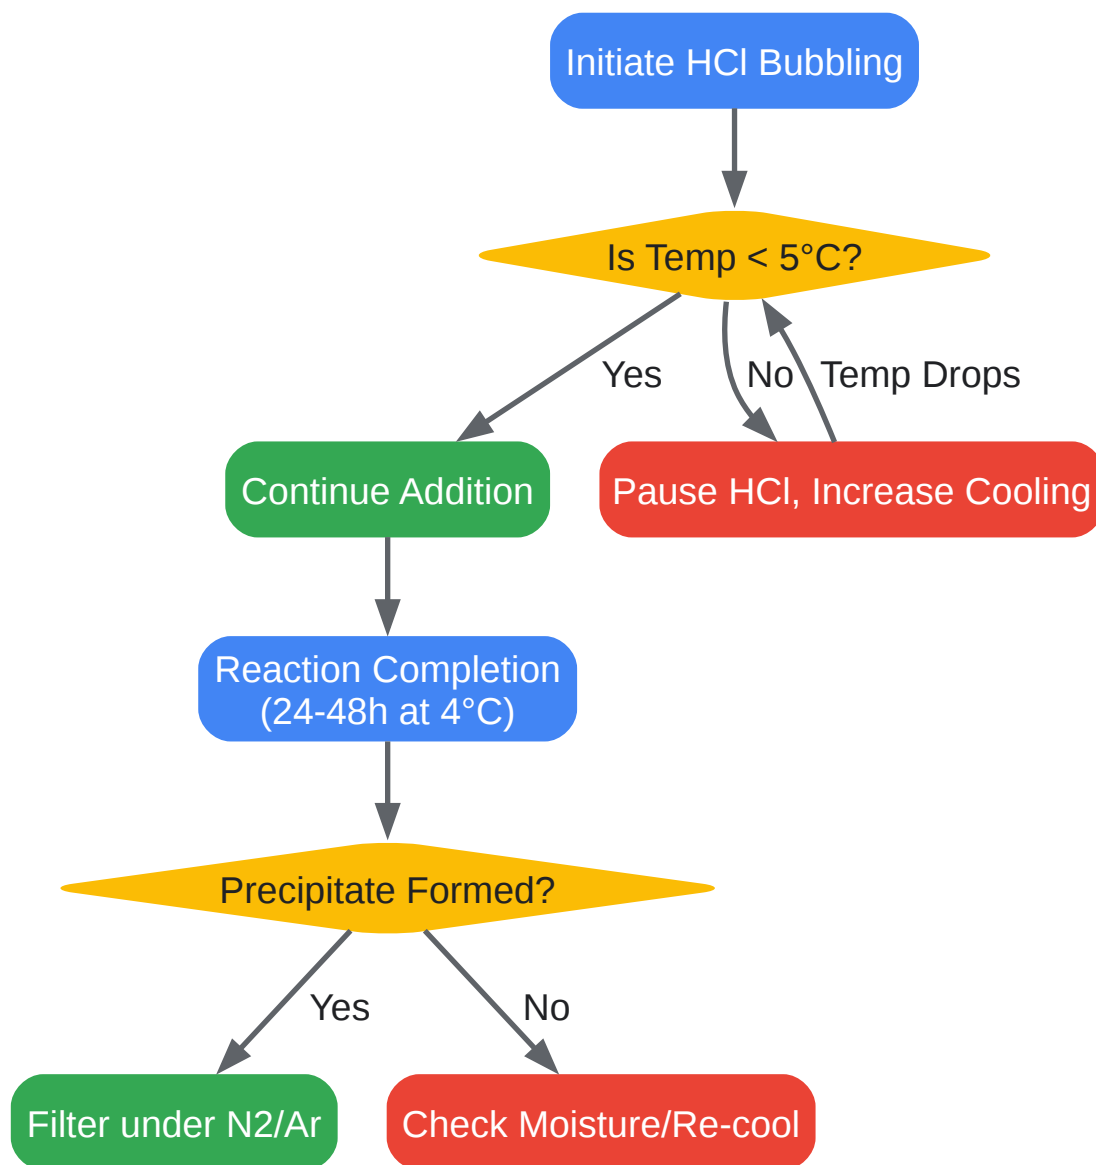 Initiate HCl Bubbling
Is Temp < 5°C?
Yes
No
Temp Drops
Continue Addition
Pause HCl, Increase Cooling
Reaction Completion
(24-48h at 4°C)
Precipitate Formed?
Yes
No
Filter under N2/Ar
Check Moisture/Re-cool